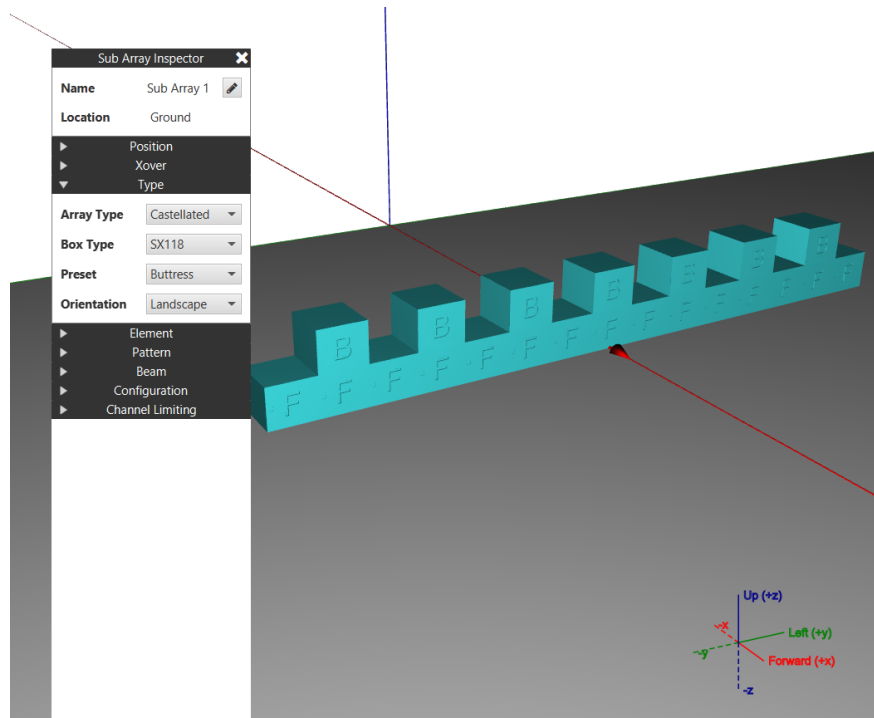 Sub Array Inspector
Name Sub Array 1
Location Ground
Position
Xover
Type
Array Type Castellated
Box Type SX118
Preset Buttress
Orientation Landscape
Element
Pattern
Beam
Configuration
Channel Limiting
B B B B B B B
F F F F F F F F F F F F F F F
Up (+z)
-x
Left (+y)
-y
Forward (+x)
-z